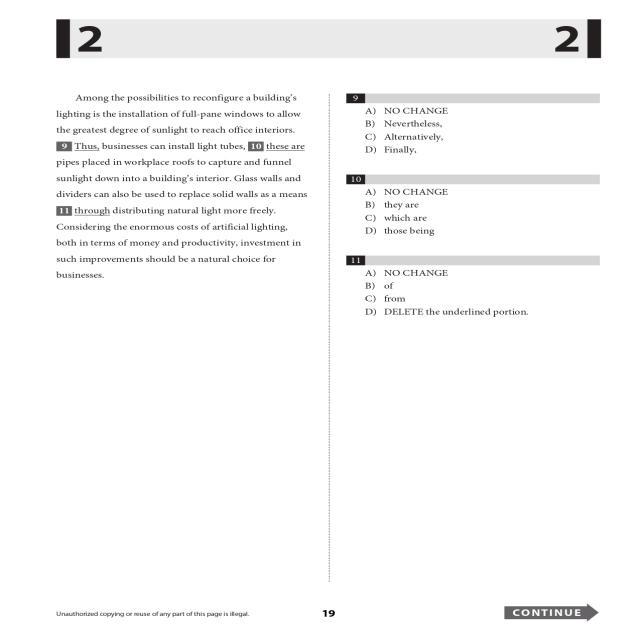 2 2
Among the possibilities to reconfigure a building's
lighting is the installation of full-pane windows to allow
the greatest degree of sunlight to reach office interiors.
9 Thus, businesses can install light tubes, 10 these are
pipes placed in workplace roofs to capture and funnel
sunlight down into a building's interior. Glass walls and
dividers can also be used to replace solid walls as a means
11 through distributing natural light more freely.
Considering the enormous costs of artificial lighting,
both in terms of money and productivity, investment in
such improvements should be a natural choice for
businesses.
9
A) NO CHANGE
B) Nevertheless,
C) Alternatively,
D) Finally,
10
A) NO CHANGE
B) they are
C) which are
D) those being
11
A) NO CHANGE
B) of
C) from
D) DELETE the underlined portion.
Unauthorized copying or reuse of any part of this page is illegal.
19
CONTINUE